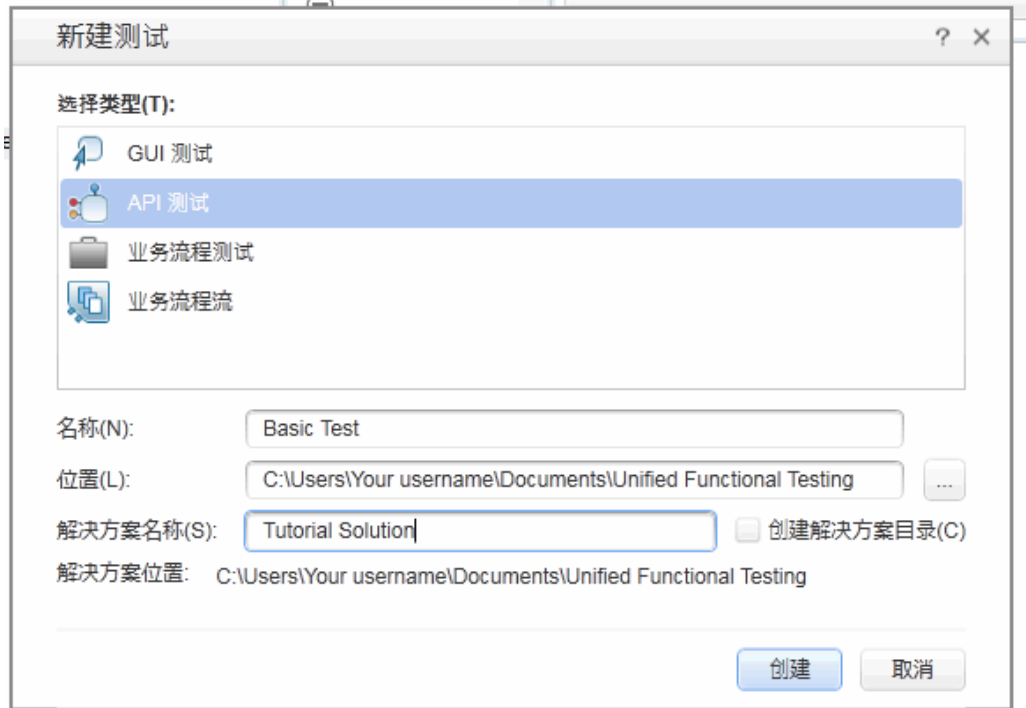 新建测试 ?
选择类型(T):
GUI 测试
API 测试
业务流程测试
业务流程流
名称(N): Basic Test
位置(L): C:\Users\Your username\Documents\Unified Functional Testing ...
解决方案名称(S): Tutorial Solution 创建解决方案目录(C)
解决方案位置: C:\Users\Your username\Documents\Unified Functional Testing
创建 取消